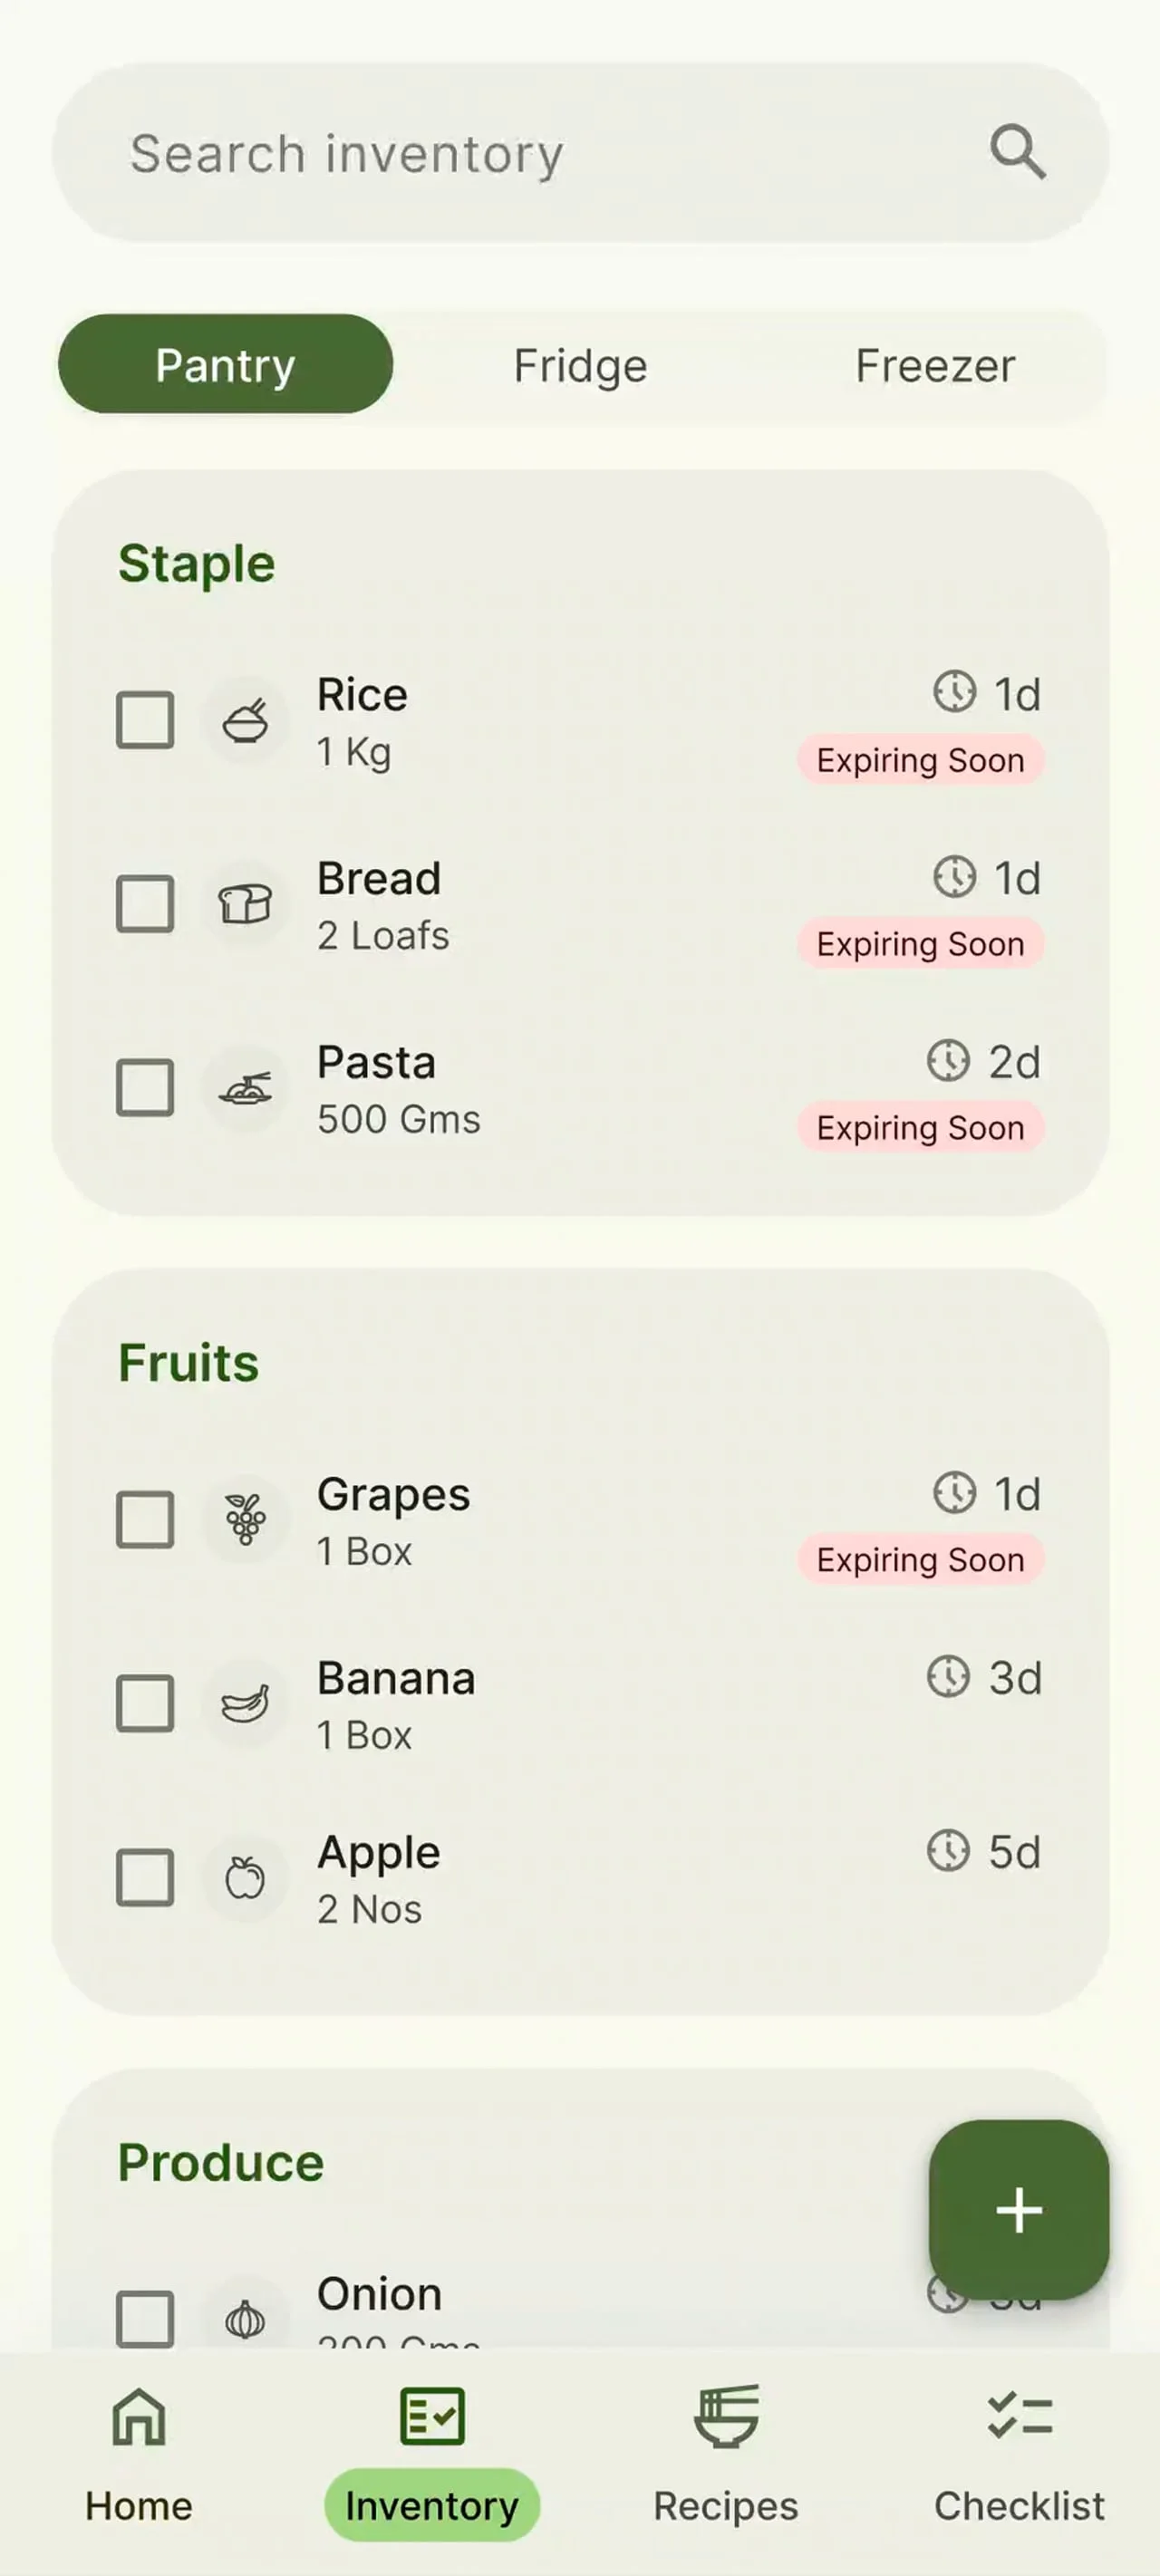 Search inventory
Pantry Fridge Freezer
Staple
Rice 1d
1 Kg Expiring Soon
Bread 1d
2 Loafs Expiring Soon
Pasta 2d
500 Gms Expiring Soon
Fruits
Grapes 1d
1 Box Expiring Soon
Banana 3d
1 Box
Apple 5d
2 Nos
Produce
+
Onion
Home Inventory Recipes Checklist